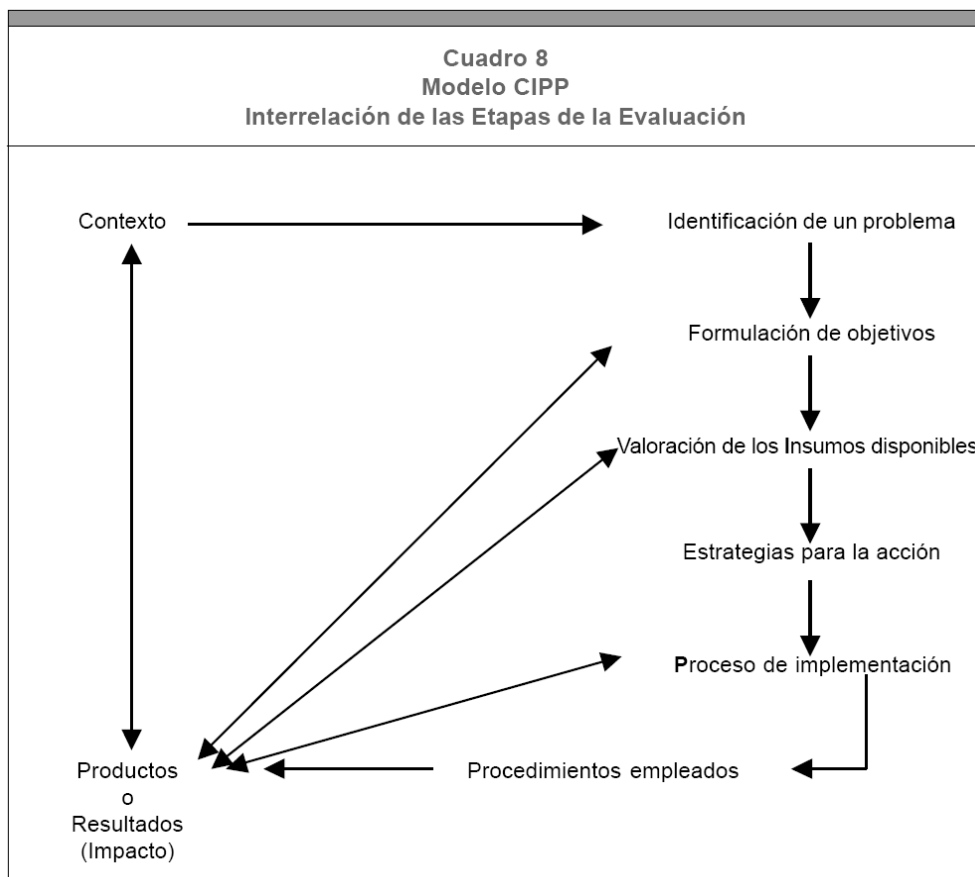 Cuadro 8
Modelo CIPP
Interrelación de las Etapas de la Evaluación
Contexto
Identificación de un problema
Formulación de objetivos
Valoración de los Insumos disponibles
Estrategias para la acción
Proceso de implementación
Productos
o
Resultados
(Impacto)
Procedimientos empleados